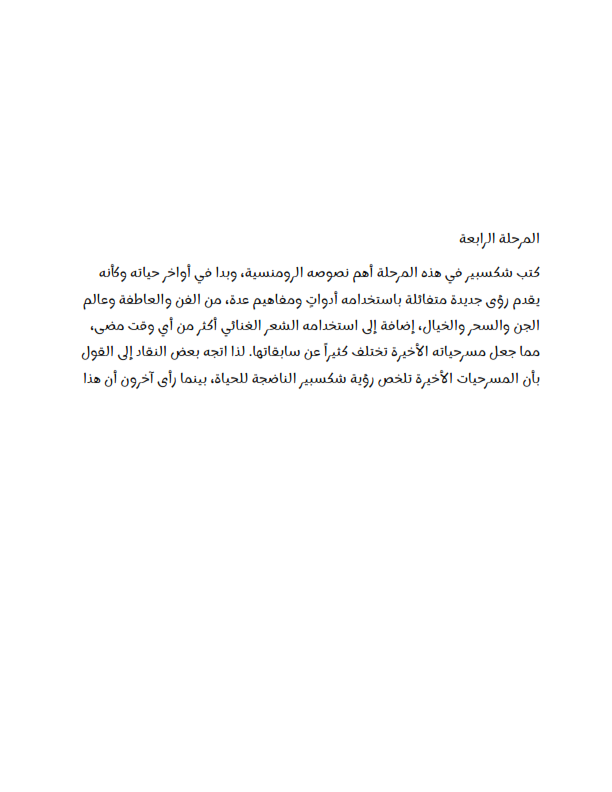 المرحلة الرابعة
كتب شكسبير في هذه المرحلة أهم نصوصه الرومنسية، وبدا في أواخر حياته وكأنه
يقدم رؤى جديدة متفائلة باستخدامه أدواتٍ ومفاهيم عدة، من الفن والعاطفة وعالم
الجن والسحر والخيال، إضافة إلى استخدامه الشعر الغنائي أكثر من أي وقت مضى،
مما جعل مسرحياته الأخيرة تختلف كثيراً عن سابقاتها. لذا اتجه بعض النقاد إلى القول
بأن المسرحيات الأخيرة تلخص رؤية شكسبير الناضجة للحياة، بينما رأى آخرون أن هذا